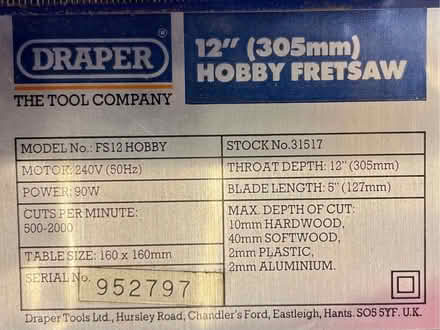 DRAPER
THE TOOL COMPANY
12" (305mm)
HOBBY FRETSAW
MODEL No.: FS12 HOBBY
STOCK No.31517
MOTOR: 240V (50Hz)
THROAT DEPTH: 12" (305mm)
POWER: 90W
BLADE LENGTH: 5" (127mm)
CUTS PER MINUTE:
500-2000
MAX. DEPTH OF CUT:
10mm HARDWOOD,
40mm SOFTWOOD,
2mm PLASTIC,
2mm ALUMINIUM.
TABLE SIZE: 160 x 160mm
SERIAL No. 952797
Draper Tools Ltd., Hursley Road, Chandler's Ford, Eastleigh, Hants. SO5 5YF. U.K.